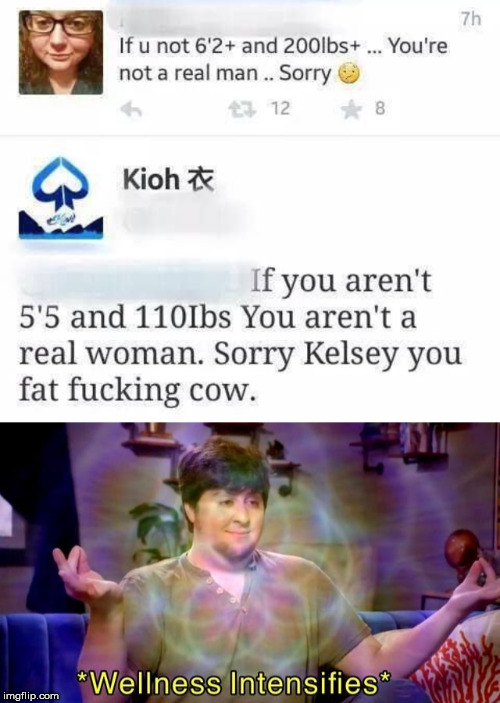 7h
If u not 6'2+ and 200lbs+ ... You're
not a real man .. Sorry 😕
12 8
Kioh 衣
If you aren't
5'5 and 110Ibs You aren't a
real woman. Sorry Kelsey you
fat fucking cow.
*Wellness Intensifies*
imgflip.com